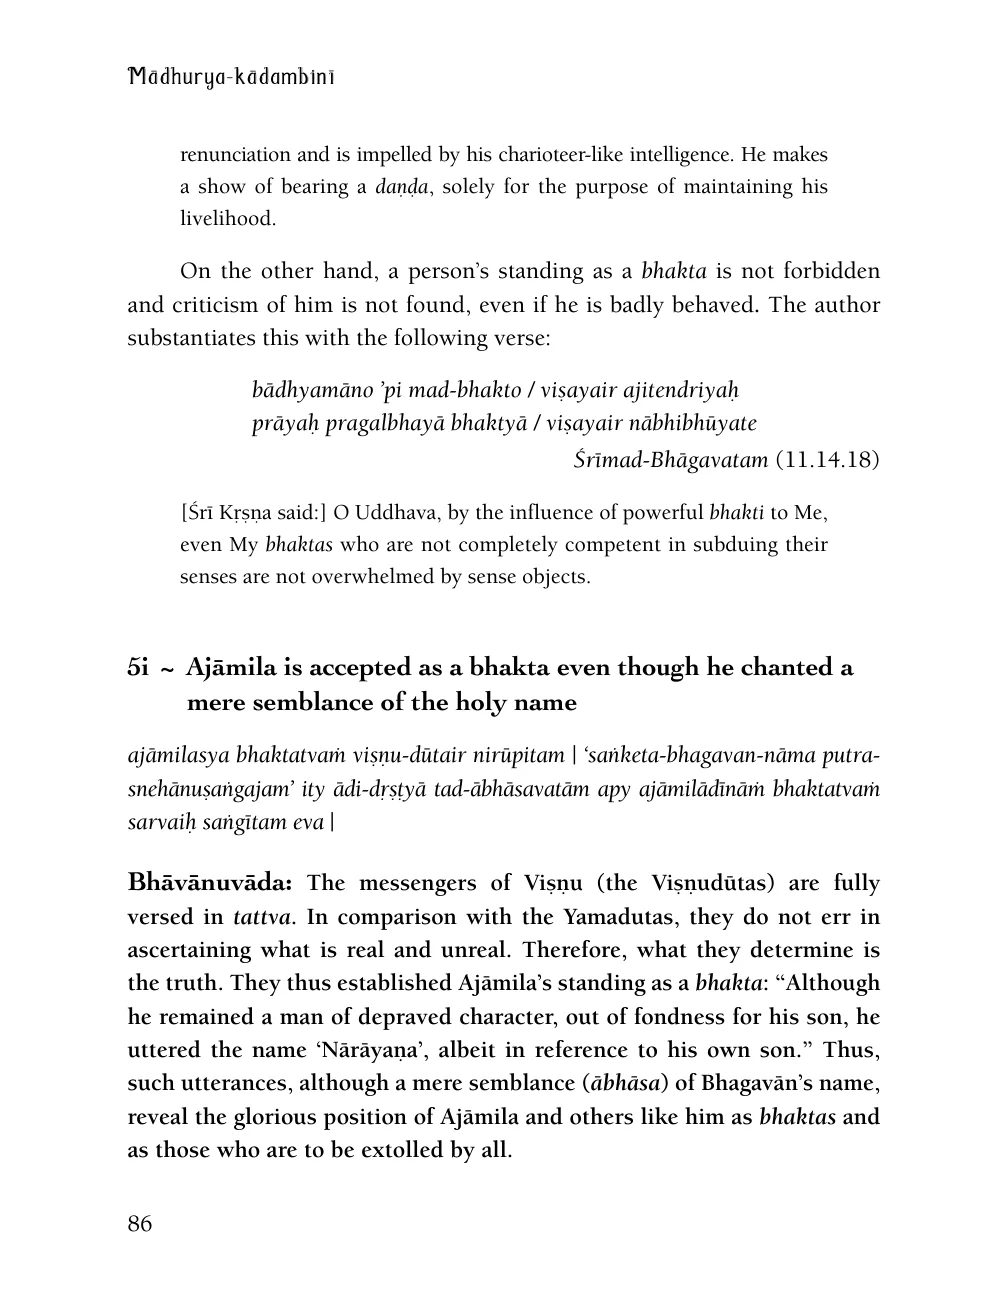 Mādhurya-kādambinī
renunciation and is impelled by his charioteer-like intelligence. He makes
a show of bearing a daṇḍa, solely for the purpose of maintaining his
livelihood.
On the other hand, a person’s standing as a bhakta is not forbidden
and criticism of him is not found, even if he is badly behaved. The author
substantiates this with the following verse:
bādhyamāno ’pi mad-bhakto / viṣayair ajitendriyaḥ
prāyaḥ pragalbhayā bhaktyā / viṣayair nābhibhūyate
Śrīmad-Bhāgavatam (11.14.18)
[Śrī Kṛṣṇa said:] O Uddhava, by the influence of powerful bhakti to Me,
even My bhaktas who are not completely competent in subduing their
senses are not overwhelmed by sense objects.
5i ~ Ajāmila is accepted as a bhakta even though he chanted a
mere semblance of the holy name
ajāmilasya bhaktatvaṁ viṣṇu-dūtair nirūpitam | ‘saṅketa-bhagavan-nāma putra-
snehānuṣaṅgajam’ ity ādi-dṛṣṭyā tad-ābhāsavatām apy ajāmilādīnāṁ bhaktatvaṁ
sarvaiḥ saṅgītam eva |
Bhāvānuvāda: The messengers of Viṣṇu (the Viṣṇudūtas) are fully
versed in tattva. In comparison with the Yamadutas, they do not err in
ascertaining what is real and unreal. Therefore, what they determine is
the truth. They thus established Ajāmila’s standing as a bhakta: “Although
he remained a man of depraved character, out of fondness for his son, he
uttered the name ‘Nārāyaṇa’, albeit in reference to his own son.” Thus,
such utterances, although a mere semblance (ābhāsa) of Bhagavān’s name,
reveal the glorious position of Ajāmila and others like him as bhaktas and
as those who are to be extolled by all.
86